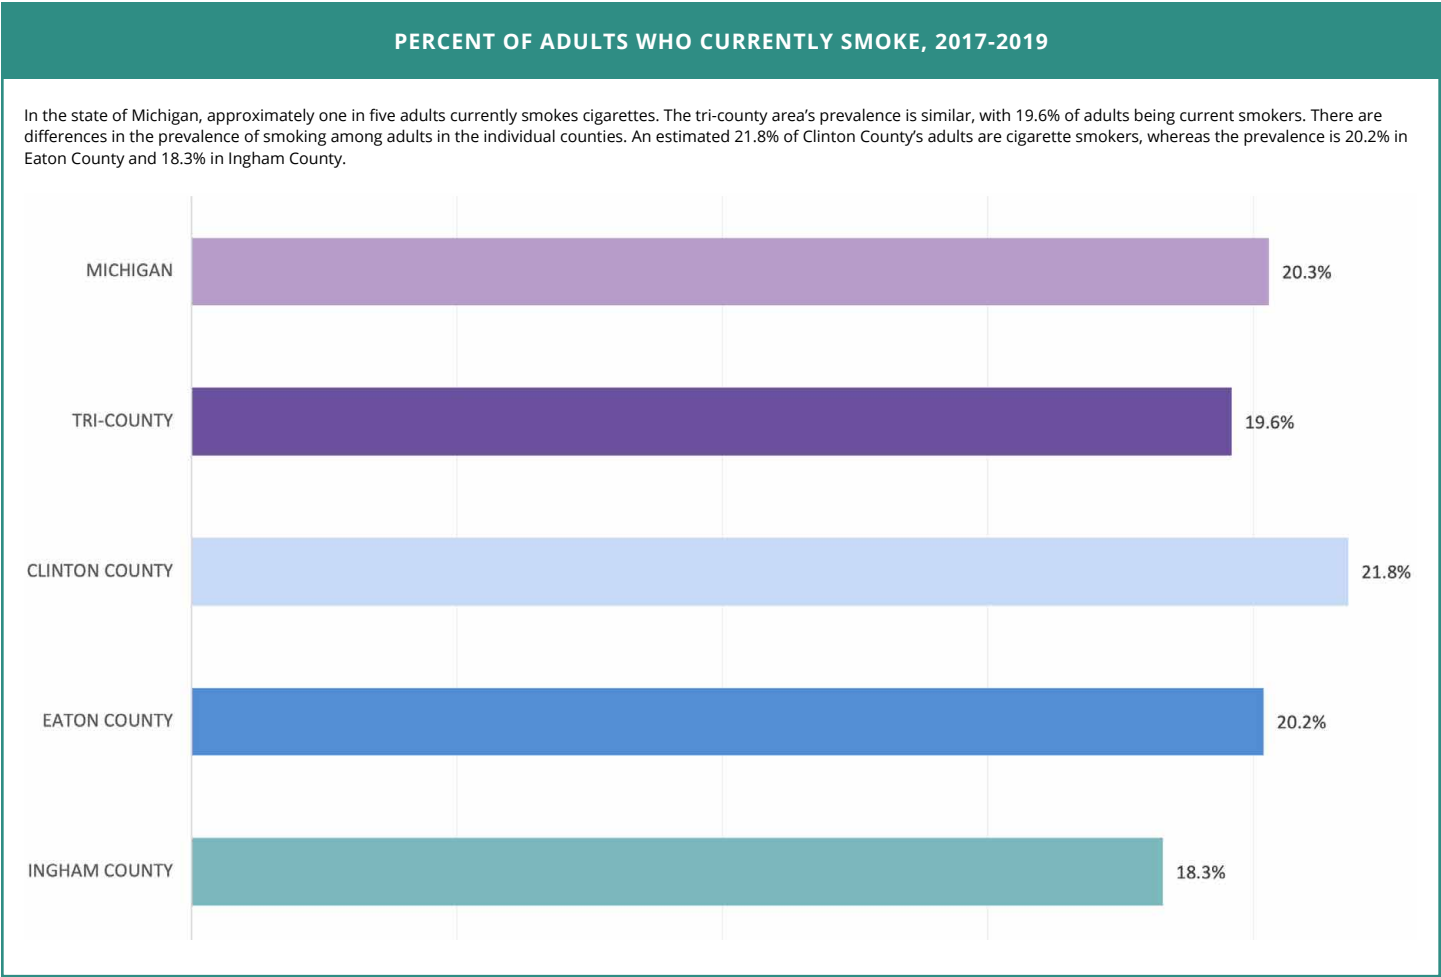 PERCENT OF ADULTS WHO CURRENTLY SMOKE, 2017-2019
In the state of Michigan, approximately one in five adults currently smokes cigarettes. The tri-county area’s prevalence is similar, with 19.6% of adults being current smokers. There are
differences in the prevalence of smoking among adults in the individual counties. An estimated 21.8% of Clinton County’s adults are cigarette smokers, whereas the prevalence is 20.2% in
Eaton County and 18.3% in Ingham County.
MICHIGAN 20.3%
TRI-COUNTY 19.6%
CLINTON COUNTY 21.8%
EATON COUNTY 20.2%
INGHAM COUNTY 18.3%